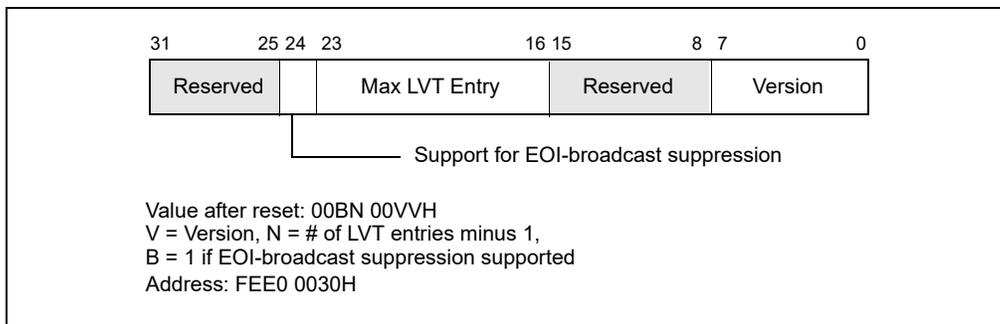 31 25 24 23 16 15 8 7 0
Reserved Max LVT Entry Reserved Version
Support for EOI-broadcast suppression
Value after reset: 00BN 00VVH
V = Version, N = # of LVT entries minus 1,
B = 1 if EOI-broadcast suppression supported
Address: FEE0 0030H